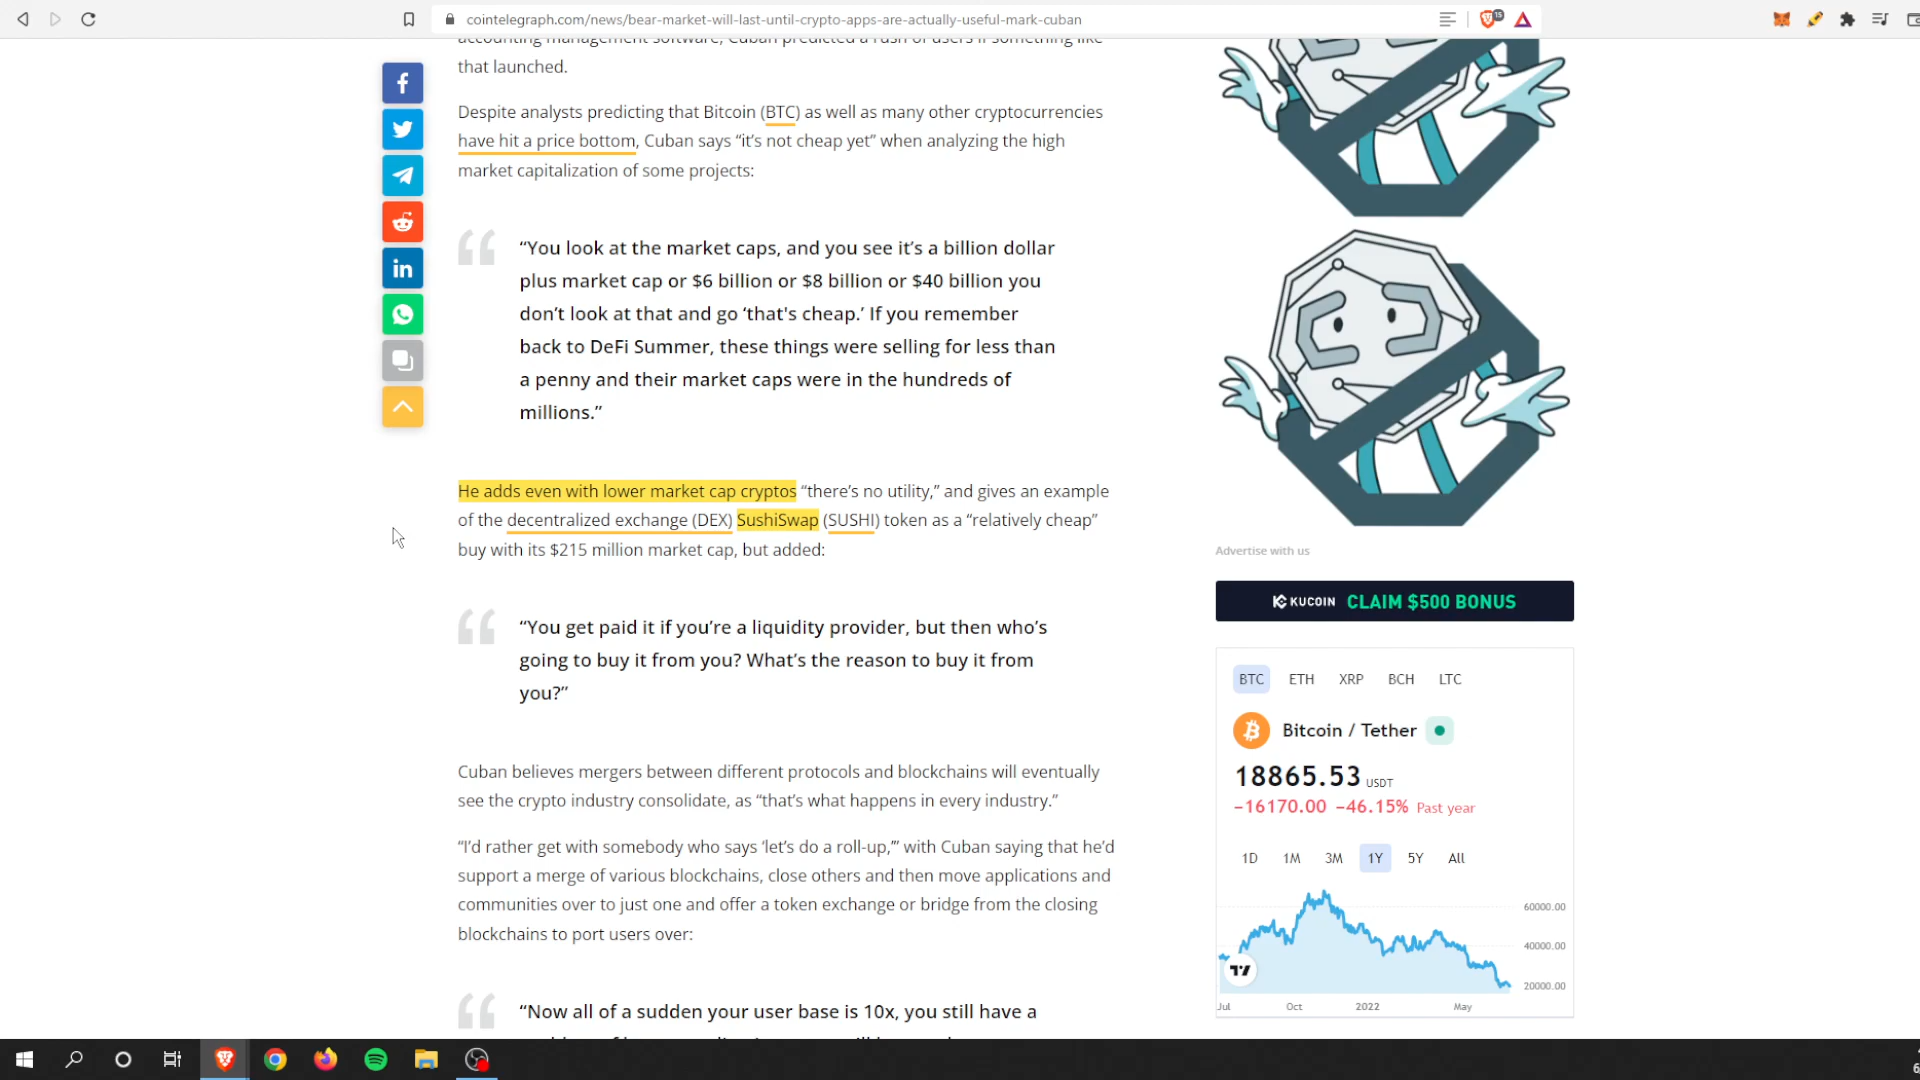 cointelegraph.com/news/bear-market-will-last-until-crypto-apps-are-actually-useful-mark-cuban
15
accounting management software, Cuban predicted a rush of users if something like
that launched.
Despite analysts predicting that Bitcoin (BTC) as well as many other cryptocurrencies
have hit a price bottom, Cuban says “it’s not cheap yet” when analyzing the high
market capitalization of some projects:
“You look at the market caps, and you see it’s a billion dollar
plus market cap or $6 billion or $8 billion or $40 billion you
don’t look at that and go ‘that's cheap.’ If you remember
back to DeFi Summer, these things were selling for less than
a penny and their market caps were in the hundreds of
millions.”
He adds even with lower market cap cryptos “there’s no utility,” and gives an example
of the decentralized exchange (DEX) SushiSwap (SUSHI) token as a “relatively cheap”
buy with its $215 million market cap, but added:
“You get paid it if you’re a liquidity provider, but then who’s
going to buy it from you? What’s the reason to buy it from
you?”
Cuban believes mergers between different protocols and blockchains will eventually
see the crypto industry consolidate, as “that’s what happens in every industry.”
“I’d rather get with somebody who says ‘let’s do a roll-up,’” with Cuban saying that he’d
support a merge of various blockchains, close others and then move applications and
communities over to just one and offer a token exchange or bridge from the closing
blockchains to port users over:
“Now all of a sudden your user base is 10x, you still have a
Advertise with us
KUCOIN CLAIM $500 BONUS
BTC ETH XRP BCH LTC
Bitcoin / Tether
18865.53 USDT
−16170.00 −46.15% Past year
1D 1M 3M 1Y 5Y All
60000.00
40000.00
20000.00
Jul Oct 2022 May